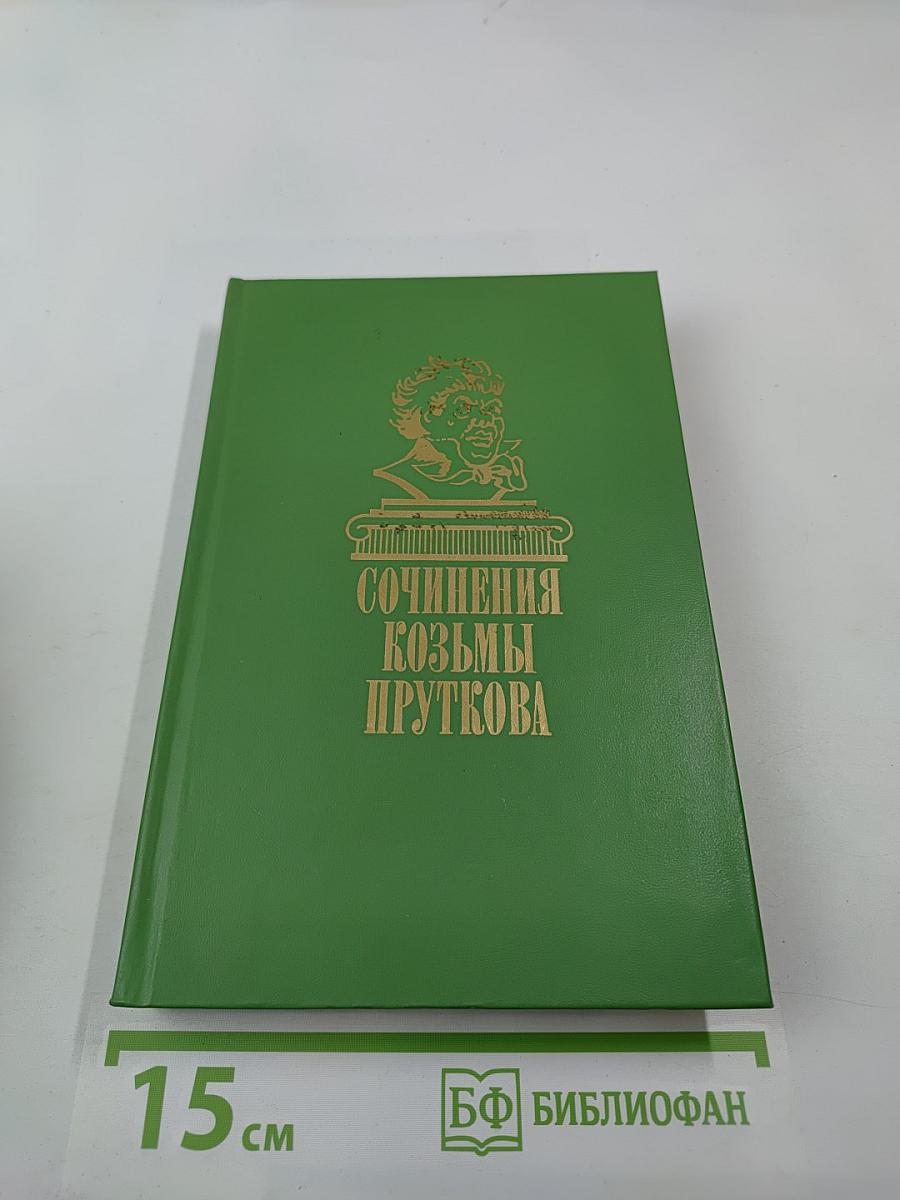 СОЧИНЕНИЯ
КОЗЬМЫ
ПРУТКОВА
15 см
БФ БИБЛИОФАН